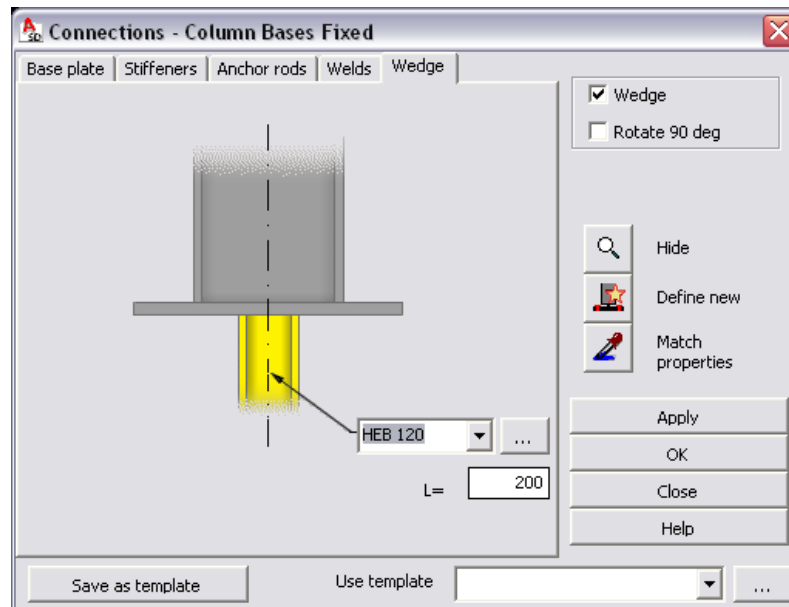 Connections - Column Bases Fixed
Base plate Stiffeners Anchor rods Welds Wedge
Wedge
Rotate 90 deg
Hide
Define new
Match
properties
HEB 120 ...
L= 200
Apply
OK
Close
Help
Save as template Use template ...